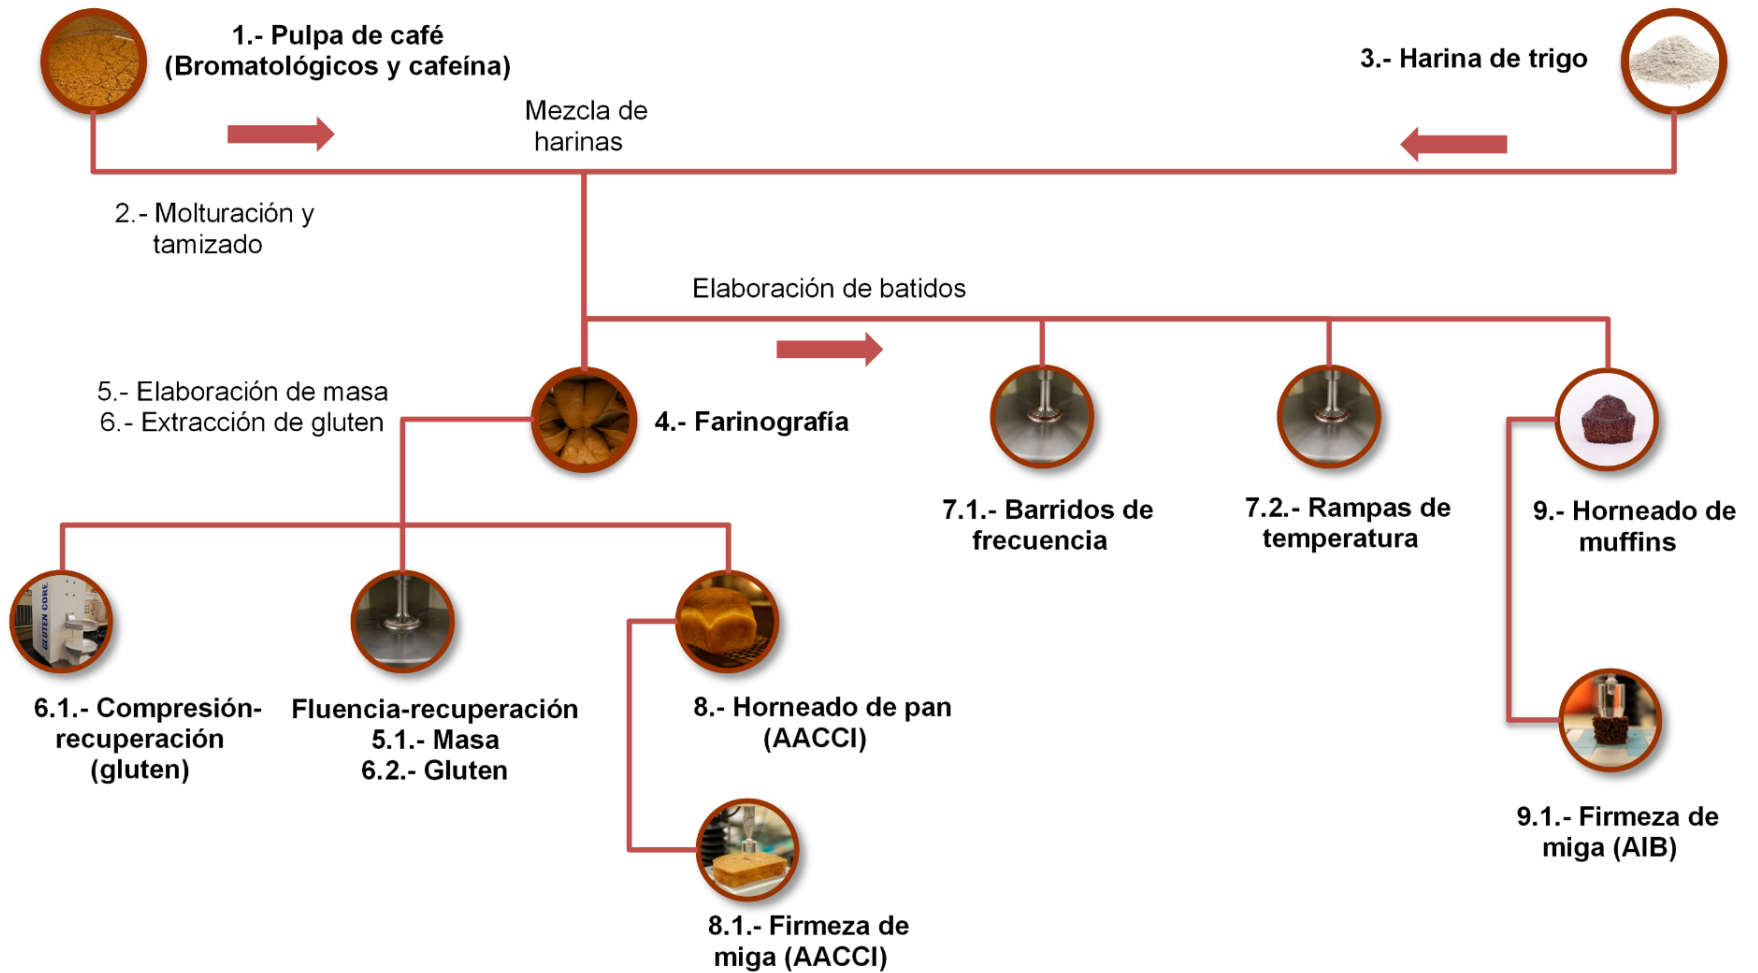 1.- Pulpa de café
(Bromatológicos y cafeína)
3.- Harina de trigo
Mezcla de
harinas
2.- Molturación y
tamizado
Elaboración de batidos
5.- Elaboración de masa
6.- Extracción de gluten
4.- Farinografía
7.1.- Barridos de
frecuencia
7.2.- Rampas de
temperatura
9.- Horneado de
muffins
GLUTEN CORE
6.1.- Compresión-
recuperación
(gluten)
Fluencia-recuperación
5.1.- Masa
6.2.- Gluten
8.- Horneado de pan
(AACCI)
9.1.- Firmeza de
miga (AIB)
8.1.- Firmeza de
miga (AACCI)